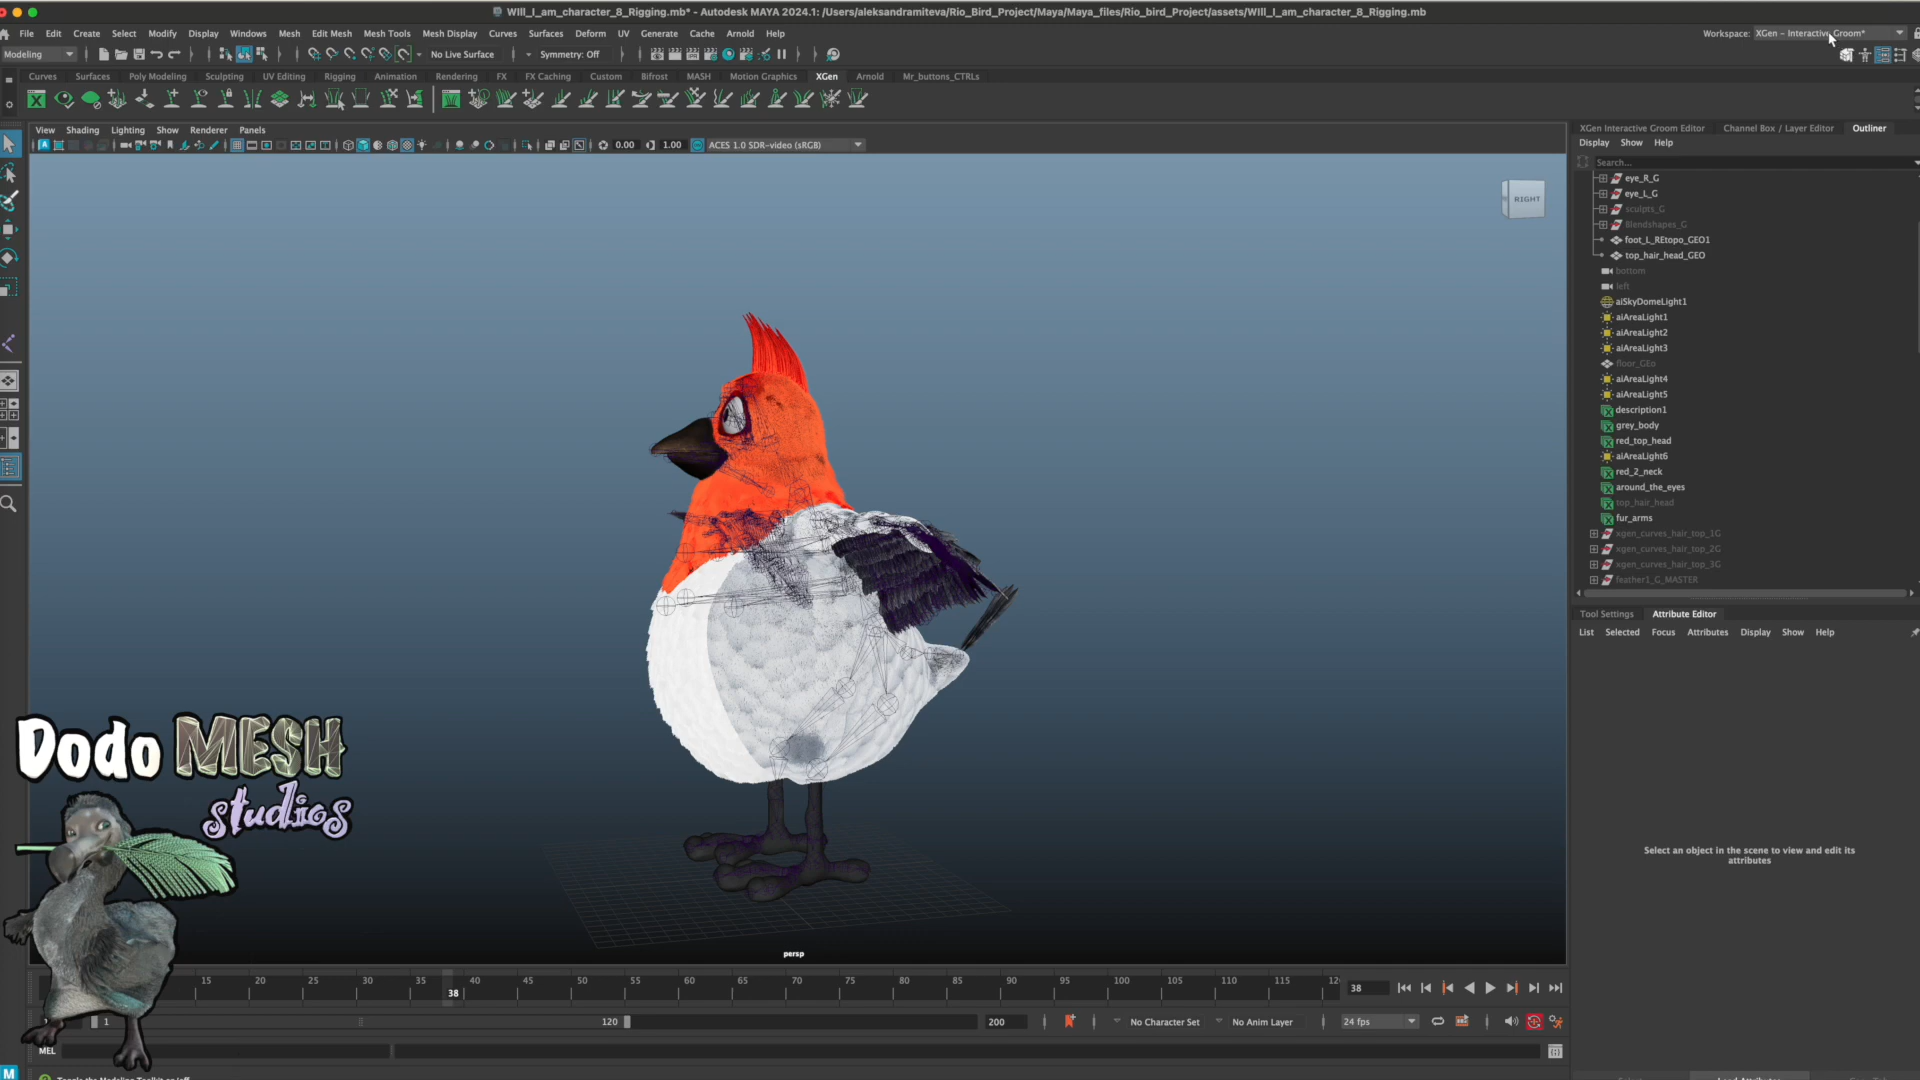 WIll_I_am_character_8_Rigging.mb* - Autodesk MAYA 2024.1: /Users/aleksandramiteva/Rio_Bird_Project/Maya/Maya_files/Rio_bird_Project/assets/WIll_I_am_character_8_Rigging.mb
File Edit Create Select Modify Display Windows Mesh Edit Mesh Mesh Tools Mesh Display Curves Surfaces Deform UV Generate Cache Arnold Help
Workspace: XGen - Interactive Groom*
Modeling
No Live Surface
Symmetry: Off
Curves Surfaces Poly Modeling Sculpting UV Editing Rigging Animation Rendering FX FX Caching Custom Bifrost MASH Motion Graphics XGen Arnold Mr_buttons_CTRLs
View Shading Lighting Show Renderer Panels
0.00 1.00 ACES 1.0 SDR-video (sRGB)
RIGHT
XGen Interactive Groom Editor Channel Box / Layer Editor Outliner
Display Show Help
Search...
eye_R_G
eye_L_G
sculpts_G
Blendshapes_G
foot_L_REtopo_GEO1
top_hair_head_GEO
bottom
left
aiSkyDomeLight1
aiAreaLight1
aiAreaLight2
aiAreaLight3
floor_GEo
aiAreaLight4
aiAreaLight5
description1
grey_body
red_top_head
aiAreaLight6
red_2_neck
around_the_eyes
top_hair_head
fur_arms
xgen_curves_hair_top_1G
xgen_curves_hair_top_2G
xgen_curves_hair_top_3G
feather1_G_MASTER
Tool Settings Attribute Editor
List Selected Focus Attributes Display Show Help
Select an object in the scene to view and edit its
attributes
Dodo MESH
studios
persp
15 20 25 30 35 40 45 50 55 60 65 70 75 80 85 90 95 100 105 110 115 12
38
38
1 120 200
No Character Set
No Anim Layer
24 fps
MEL
M